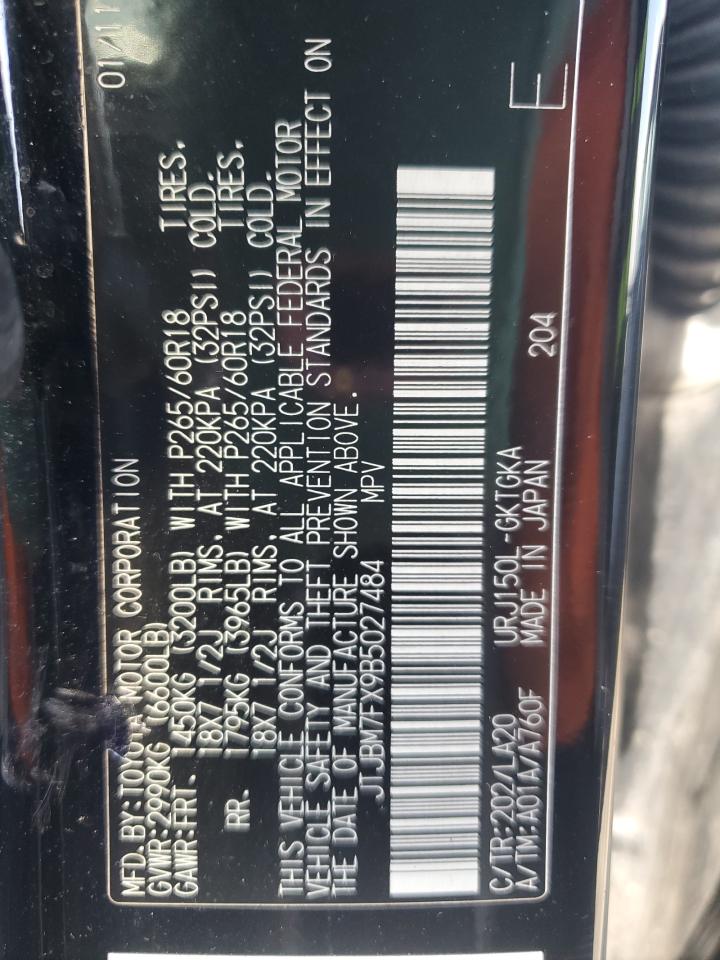 MFD.BY:TOYOTA MOTOR CORPORATION 01/11
GVWR:2990KG (6600LB)
GAWR:FRT. 1450KG (3200LB) WITH P265/60R18 TIRES.
18X7 1/2J RIMS, AT 220KPA (32PSI) COLD.
RR. 1795KG (3965LB) WITH P265/60R18 TIRES.
18X7 1/2J RIMS, AT 220KPA (32PSI) COLD.
THIS VEHICLE CONFORMS TO ALL APPLICABLE FEDERAL MOTOR
VEHICLE SAFETY AND THEFT PREVENTION STANDARDS IN EFFECT ON
THE DATE OF MANUFACTURE SHOWN ABOVE.
JTJBM7FX9B5027484 MPV
C/TR:202/LA20 URJ150L-GKTGKA E
A/TM:A01A/A760F MADE IN JAPAN 204